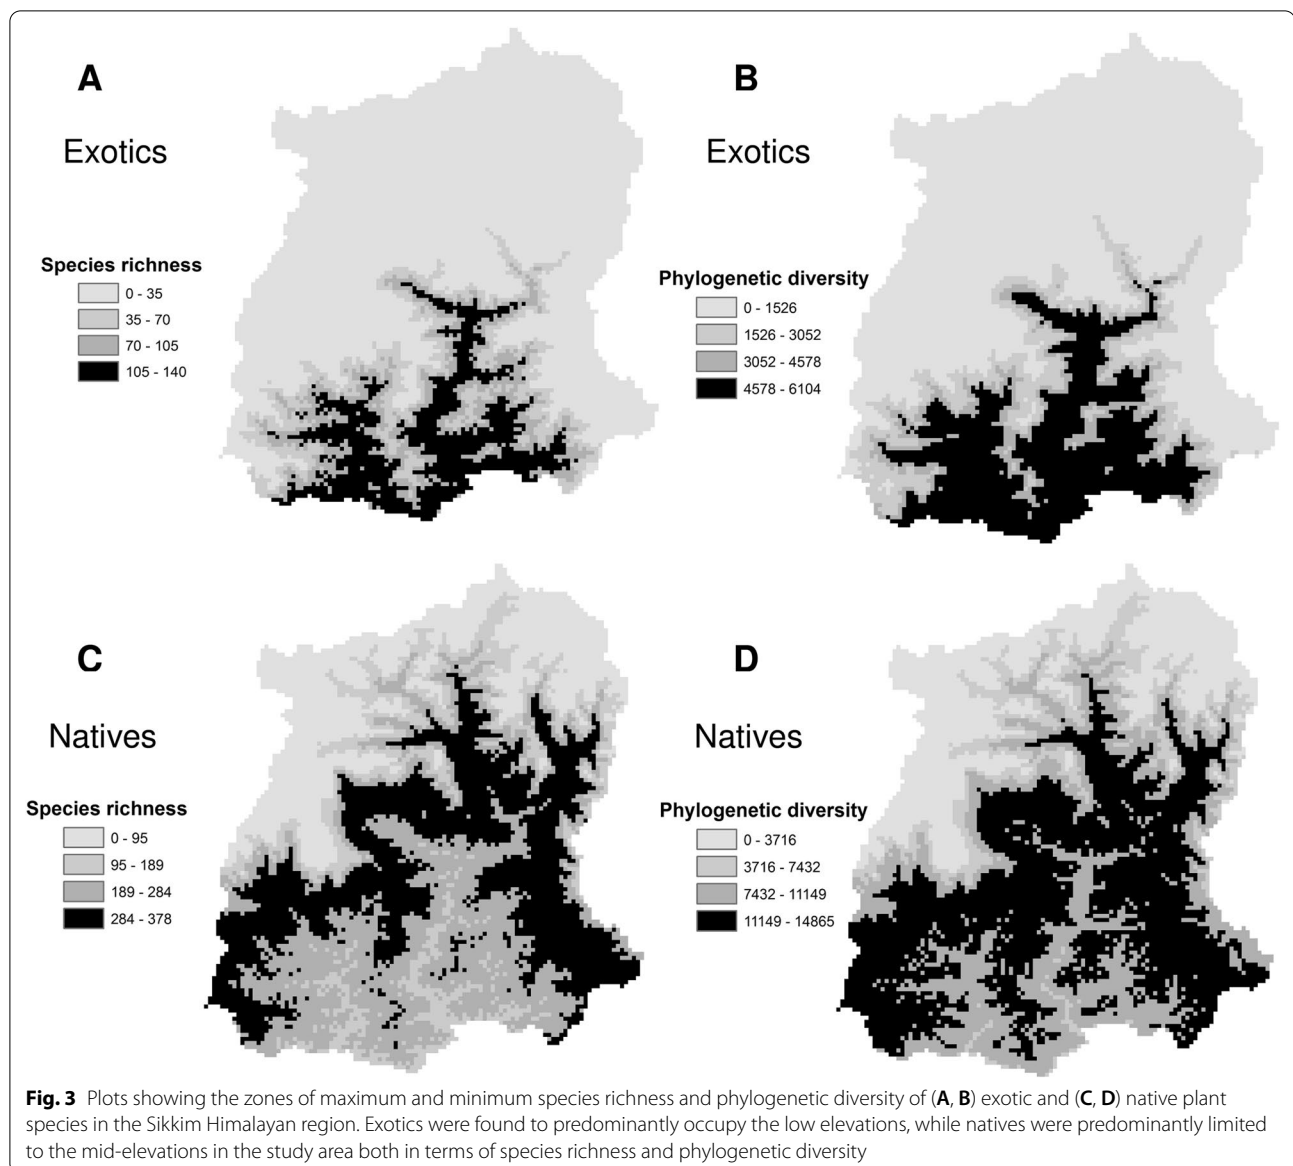 A
Exotics
Species richness
0 - 35
35 - 70
70 - 105
105 - 140
B
Exotics
Phylogenetic diversity
0 - 1526
1526 - 3052
3052 - 4578
4578 - 6104
C
Natives
Species richness
0 - 95
95 - 189
189 - 284
284 - 378
D
Natives
Phylogenetic diversity
0 - 3716
3716 - 7432
7432 - 11149
11149 - 14865
Fig. 3 Plots showing the zones of maximum and minimum species richness and phylogenetic diversity of (A, B) exotic and (C, D) native plant
species in the Sikkim Himalayan region. Exotics were found to predominantly occupy the low elevations, while natives were predominantly limited
to the mid-elevations in the study area both in terms of species richness and phylogenetic diversity